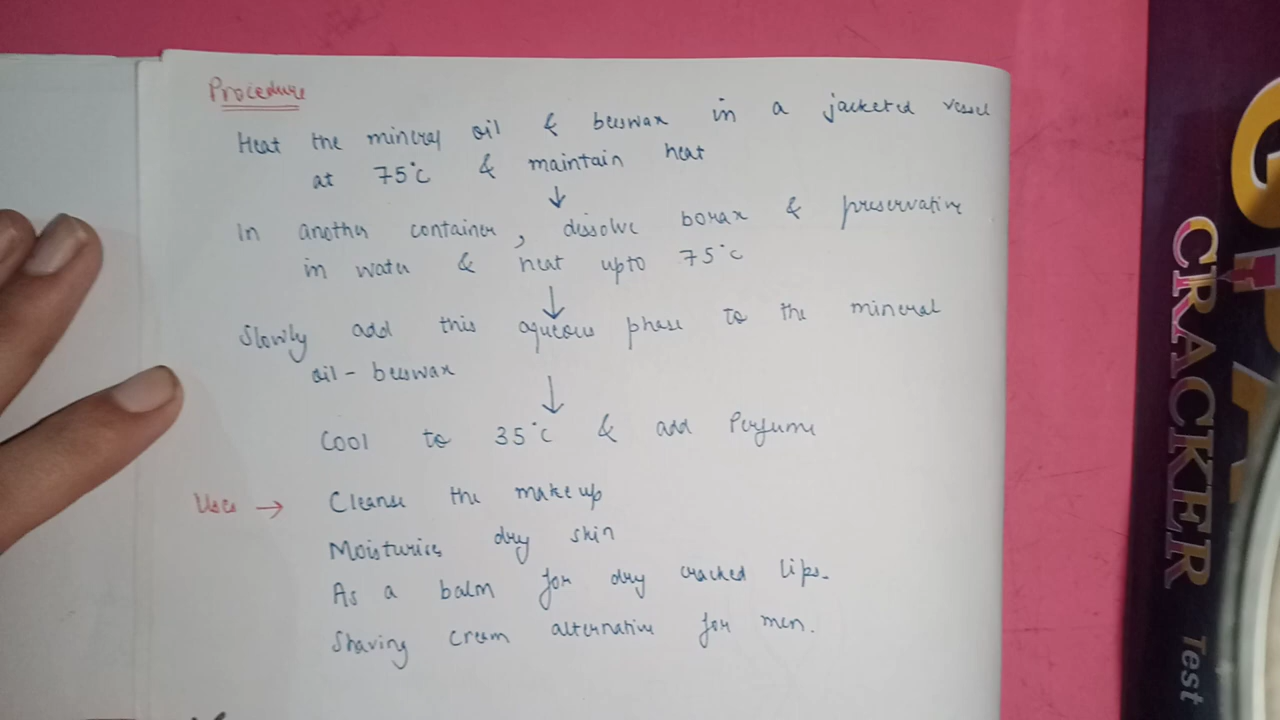 Procedure
Heat the mineral oil & beeswax in a jacketed vessel
at 75°C & maintain heat
↓
In another container, dissolve borax & preservative
in water & heat upto 75°C
↓
Slowly add this aqueous phase to the mineral
oil - beeswax
↓
Cool to 35°C & add Perfume
Uses → Cleanse the makeup
Moisturises dry skin
As a balm for dry cracked lips.
Shaving cream alternative for men.
CRACKER
Test